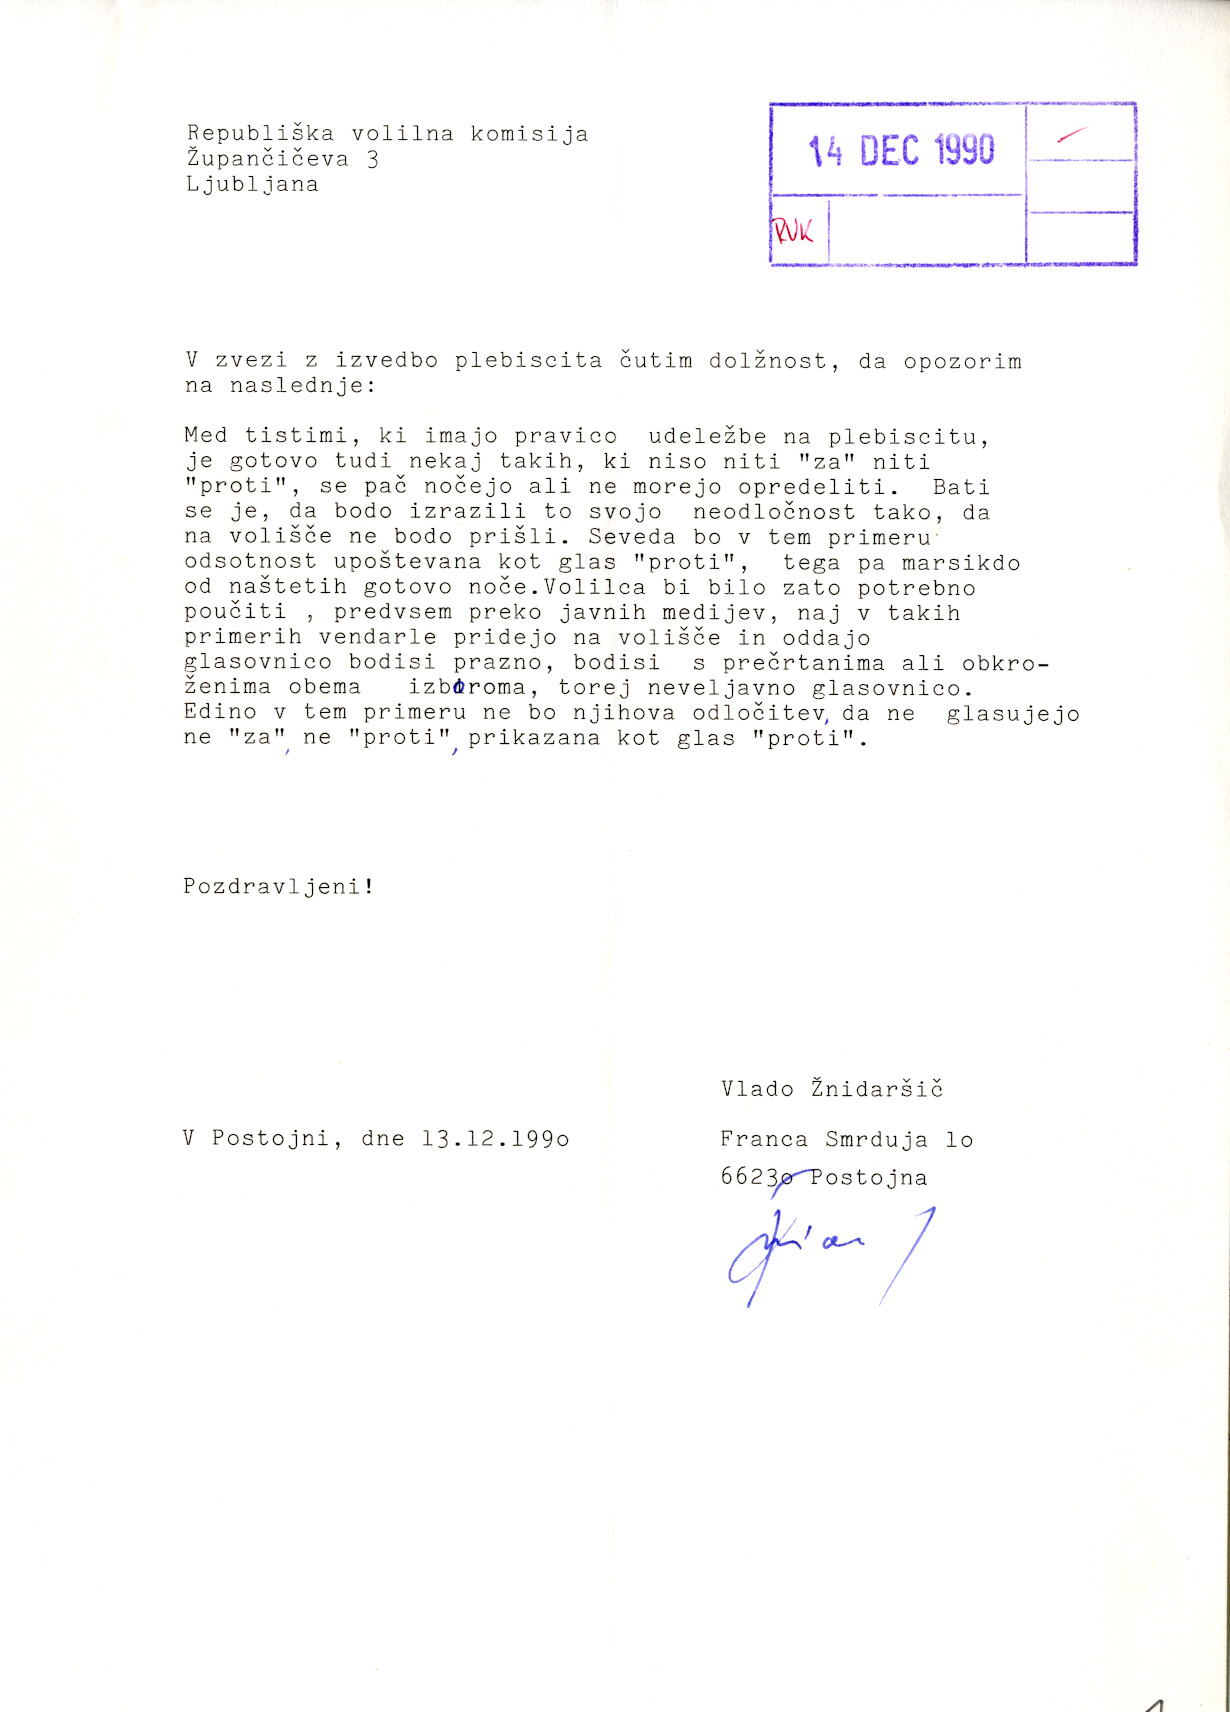 Republiška volilna komisija
Župančičeva 3
Ljubljana
14 DEC 1990
RVK
V zvezi z izvedbo plebiscita čutim dolžnost, da opozorim
na naslednje:
Med tistimi, ki imajo pravico udeležbe na plebiscitu,
je gotovo tudi nekaj takih, ki niso niti "za" niti
"proti", se pač nočejo ali ne morejo opredeliti. Bati
se je, da bodo izrazili to svojo neodločnost tako, da
na volišče ne bodo prišli. Seveda bo v tem primeru
odsotnost upoštevana kot glas "proti", tega pa marsikdo
od naštetih gotovo noče.Volilca bi bilo zato potrebno
poučiti , predvsem preko javnih medijev, naj v takih
primerih vendarle pridejo na volišče in oddajo
glasovnico bodisi prazno, bodisi s prečrtanima ali obkro-
ženima obema izboroma, torej neveljavno glasovnico.
Edino v tem primeru ne bo njihova odločitev, da ne glasujejo
ne "za", ne "proti", prikazana kot glas "proti".
Pozdravljeni!
Vlado Žnidaršič
V Postojni, dne 13.12.199o
Franca Smrduja lo
6623o Postojna